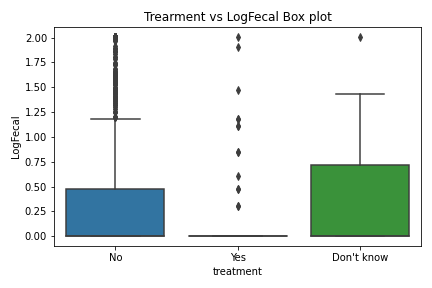 Trearment vs LogFecal Box plot
2.00
1.75
1.50
1.25
1.00
0.75
0.50
0.25
0.00
LogFecal
No Yes Don't know
treatment